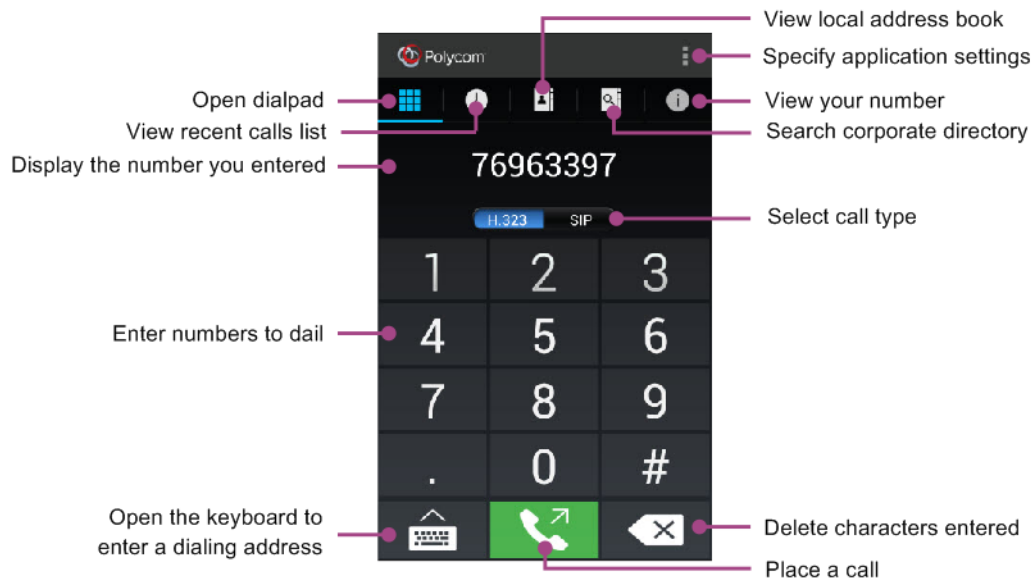 View local address book
Polycom
Specify application settings
Open dialpad
View your number
View recent calls list
Search corporate directory
Display the number you entered
76963397
H.323 SIP
Select call type
1 2 3
Enter numbers to dail
4 5 6
7 8 9
. 0 #
Open the keyboard to
enter a dialing address
Delete characters entered
Place a call